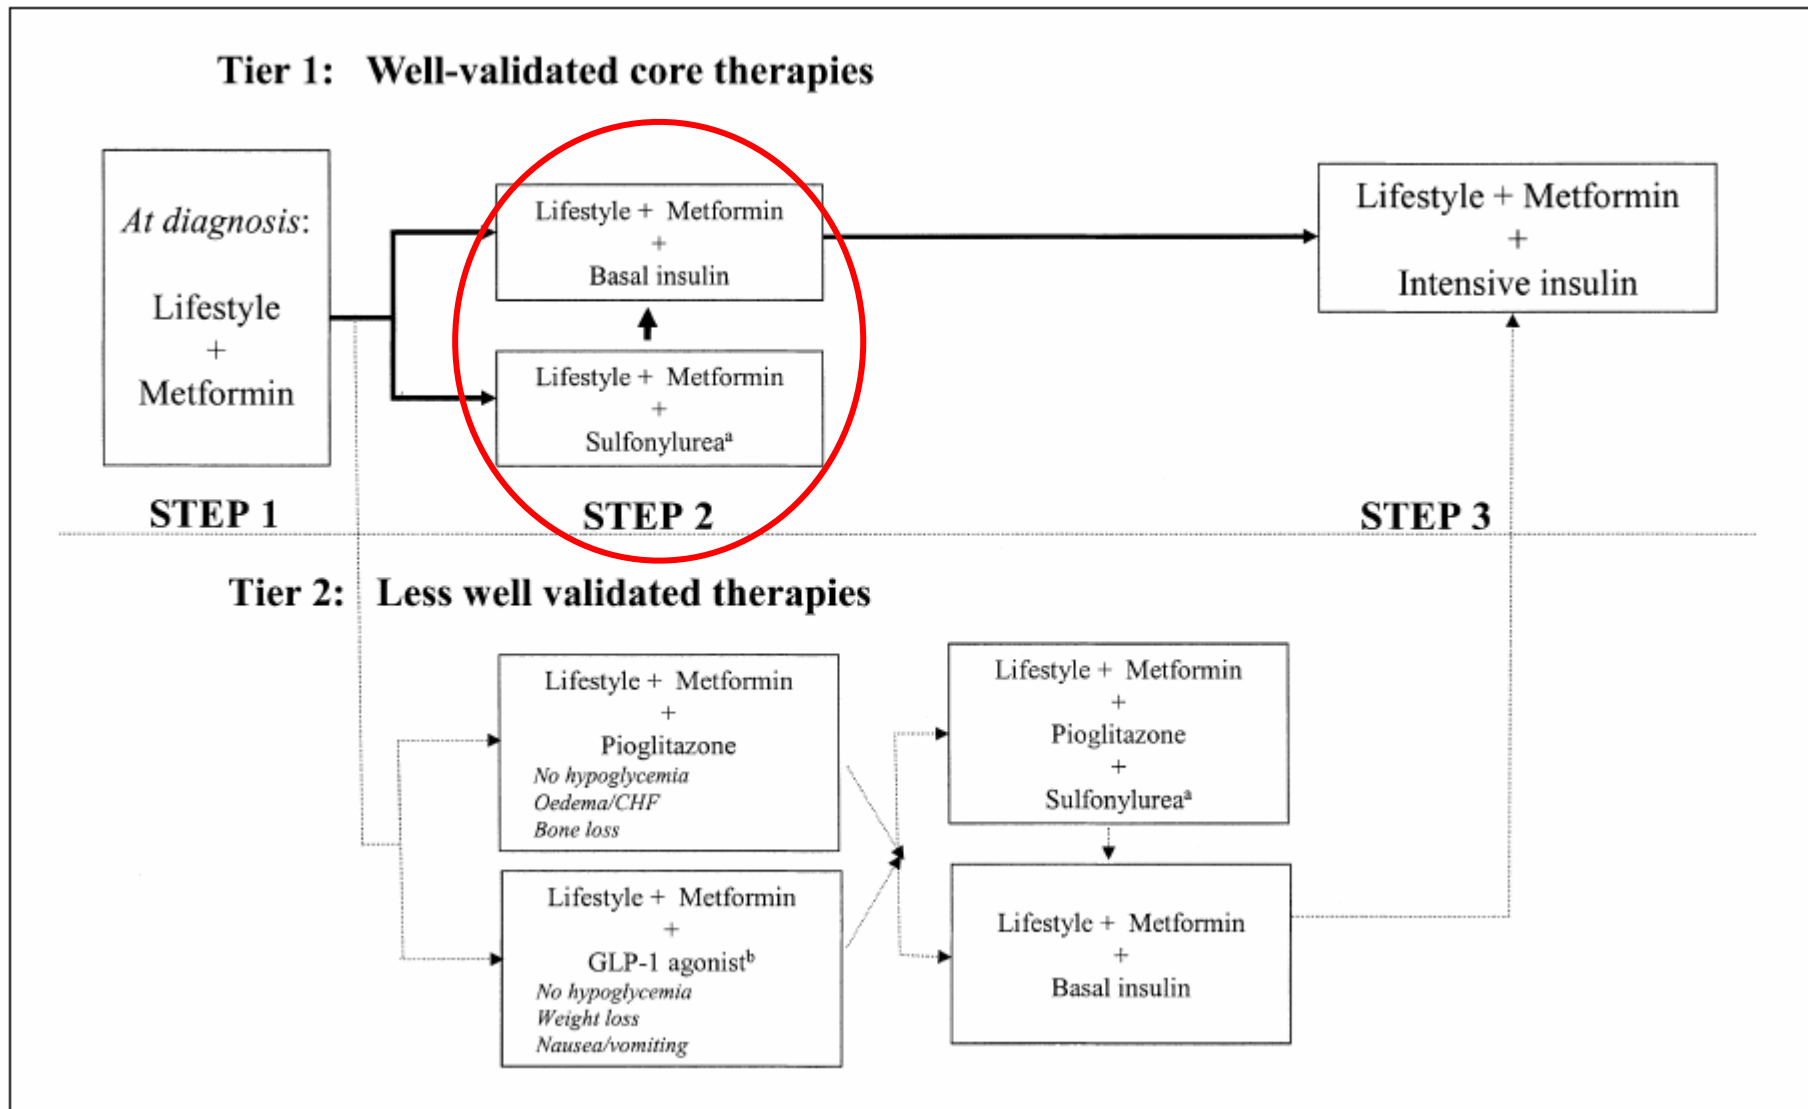 Tier 1: Well-validated core therapies
At diagnosis:
Lifestyle
+
Metformin
STEP 1
Lifestyle + Metformin
+
Basal insulin
Lifestyle + Metformin
+
Sulfonylureaᵃ
STEP 2
Lifestyle + Metformin
+
Intensive insulin
STEP 3
Tier 2: Less well validated therapies
Lifestyle + Metformin
+
Pioglitazone
No hypoglycemia
Oedema/CHF
Bone loss
Lifestyle + Metformin
+
GLP-1 agonistᵇ
No hypoglycemia
Weight loss
Nausea/vomiting
Lifestyle + Metformin
+
Pioglitazone
+
Sulfonylureaᵃ
Lifestyle + Metformin
+
Basal insulin